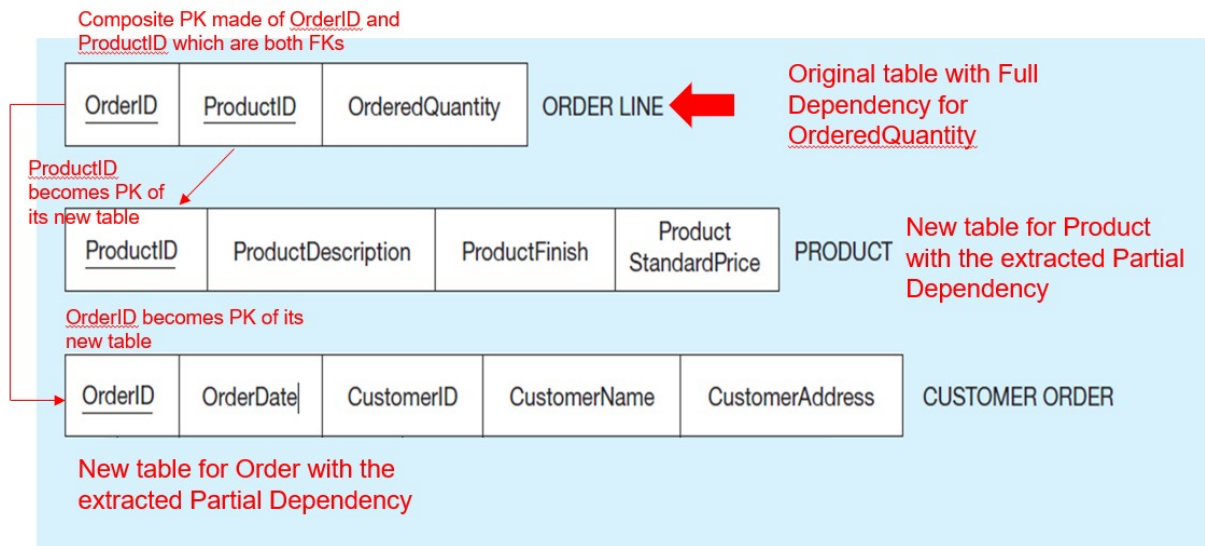 Composite PK made of OrderID and
ProductID which are both FKs
OrderID ProductID OrderedQuantity ORDER LINE
Original table with Full
Dependency for
OrderedQuantity
ProductID
becomes PK of
its new table
ProductID ProductDescription ProductFinish Product
StandardPrice PRODUCT
New table for Product
with the extracted Partial
Dependency
OrderID becomes PK of its
new table
OrderID OrderDate CustomerID CustomerName CustomerAddress CUSTOMER ORDER
New table for Order with the
extracted Partial Dependency